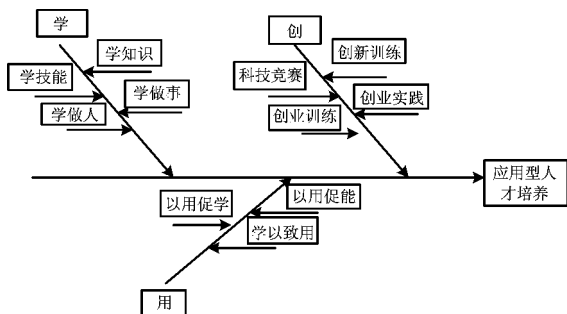 学
创
学知识
创新训练
学技能
科技竞赛
学做事
创业实践
学做人
创业训练
应用型人
才培养
以用促学
以用促能
学以致用
用